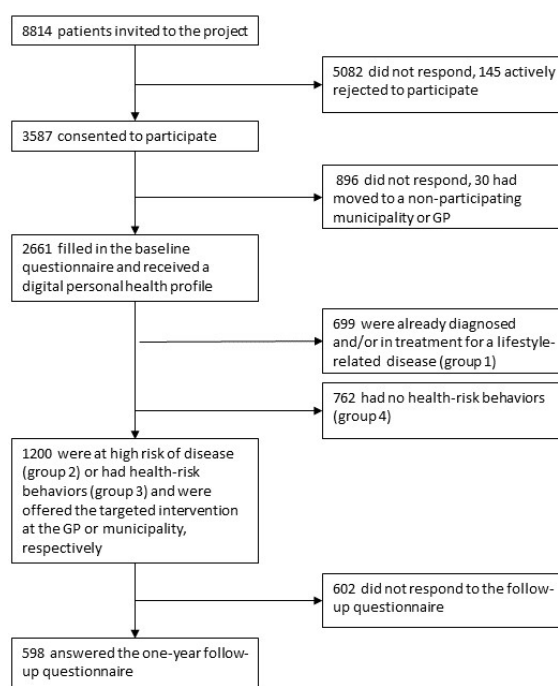 8814 patients invited to the project
5082 did not respond, 145 actively
rejected to participate
3587 consented to participate
896 did not respond, 30 had
moved to a non-participating
municipality or GP
2661 filled in the baseline
questionnaire and received a
digital personal health profile
699 were already diagnosed
and/or in treatment for a lifestyle-
related disease (group 1)
762 had no health-risk behaviors
(group 4)
1200 were at high risk of disease
(group 2) or had health-risk
behaviors (group 3) and were
offered the targeted intervention
at the GP or municipality,
respectively
602 did not respond to the follow-
up questionnaire
598 answered the one-year follow-
up questionnaire